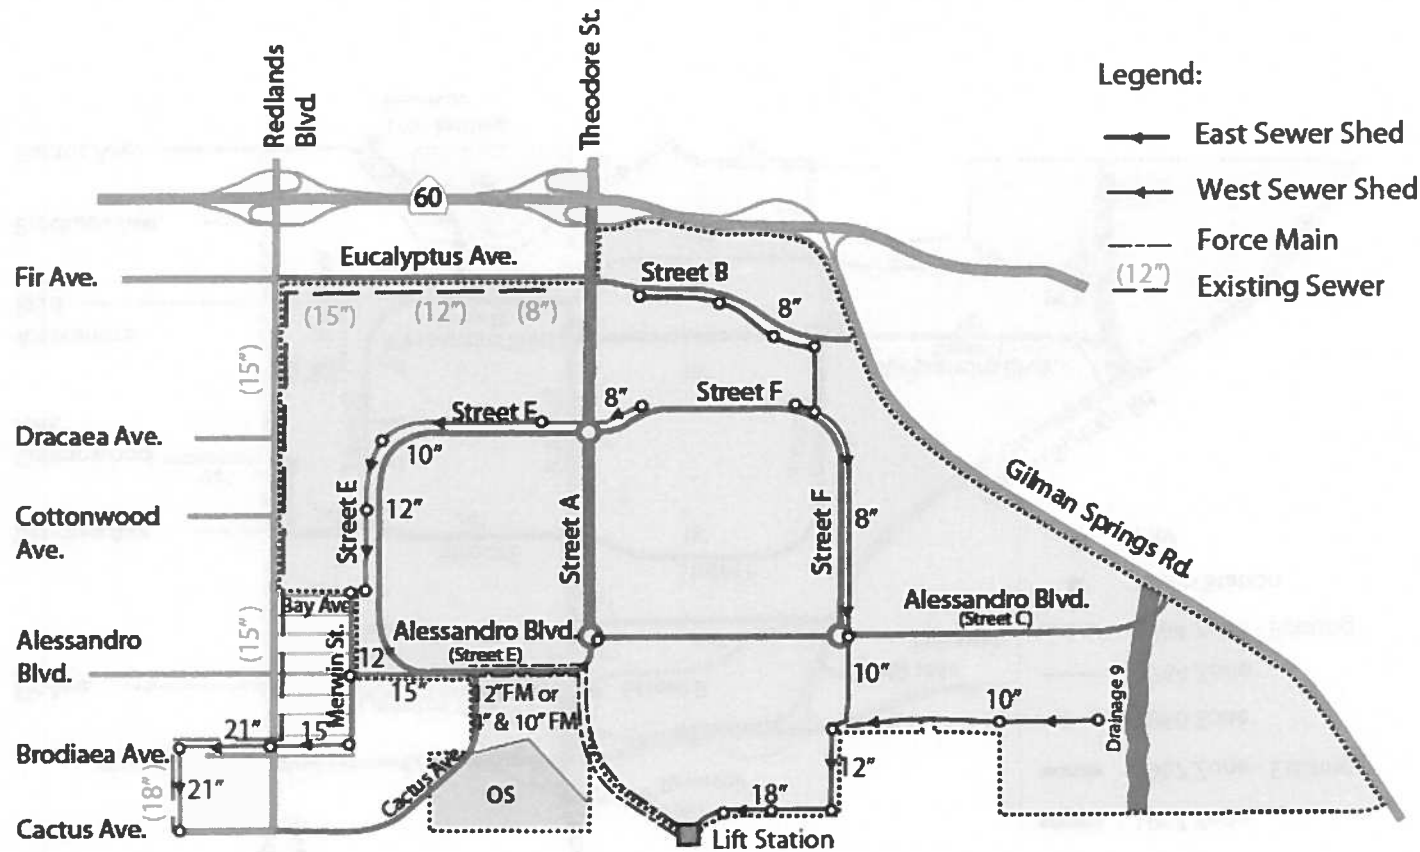 Redlands
Blvd.
Theodore St.
Legend:
East Sewer Shed
West Sewer Shed
Force Main
(12”)
Existing Sewer
60
Eucalyptus Ave.
Fir Ave.
Street B
(15”)
(12”)
(8”)
8”
(15”)
Street F
8”
Street E
Dracaea Ave.
10”
Gilman Springs Rd.
Cottonwood
Ave.
Street E
12”
Street A
Street F
8”
Bay Ave
Alessandro Blvd.
(Street C)
Alessandro
Blvd.
(15”)
Merwin St.
12”
Alessandro Blvd.
(Street E)
15”
10”
2”FM or
” & 10” FM
10”
Drainage 9
21”
15”
Brodiaea Ave.
(18”)
21”
Cactus Ave.
OS
12”
18”
Cactus Ave.
Lift Station